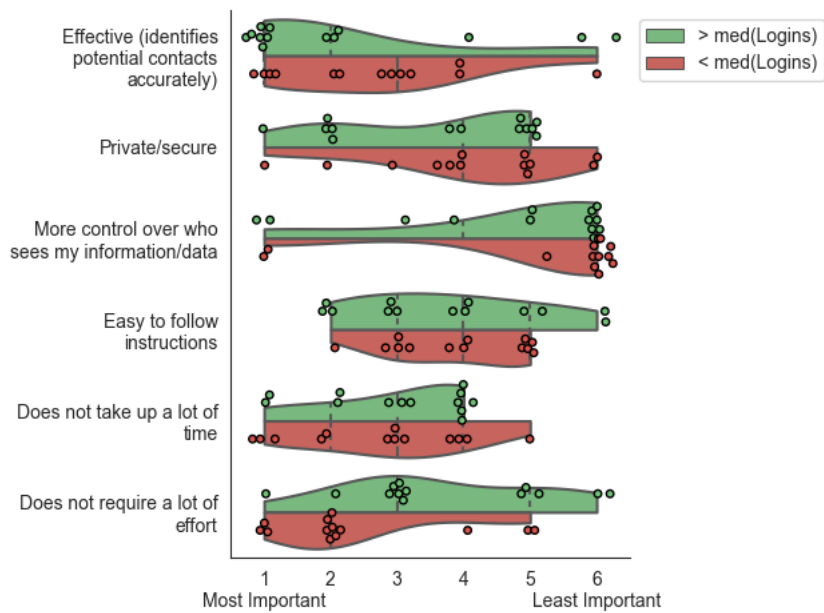 Effective (identifies
potential contacts
accurately)
> med(Logins)
< med(Logins)
Private/secure
More control over who
sees my information/data
Easy to follow
instructions
Does not take up a lot of
time
Does not require a lot of
effort
1 2 3 4 5 6
Most Important Least Important